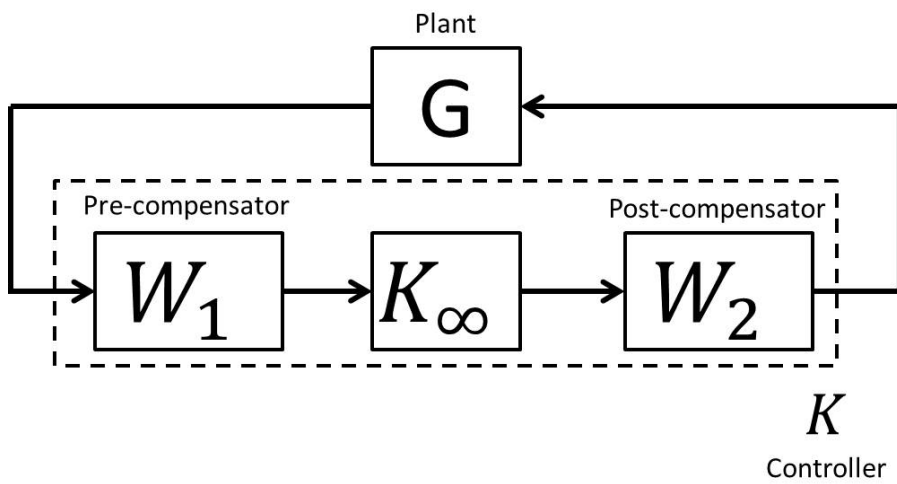 Plant
G
Pre-compensator
Post-compensator
W₁
K∞
W₂
K
Controller